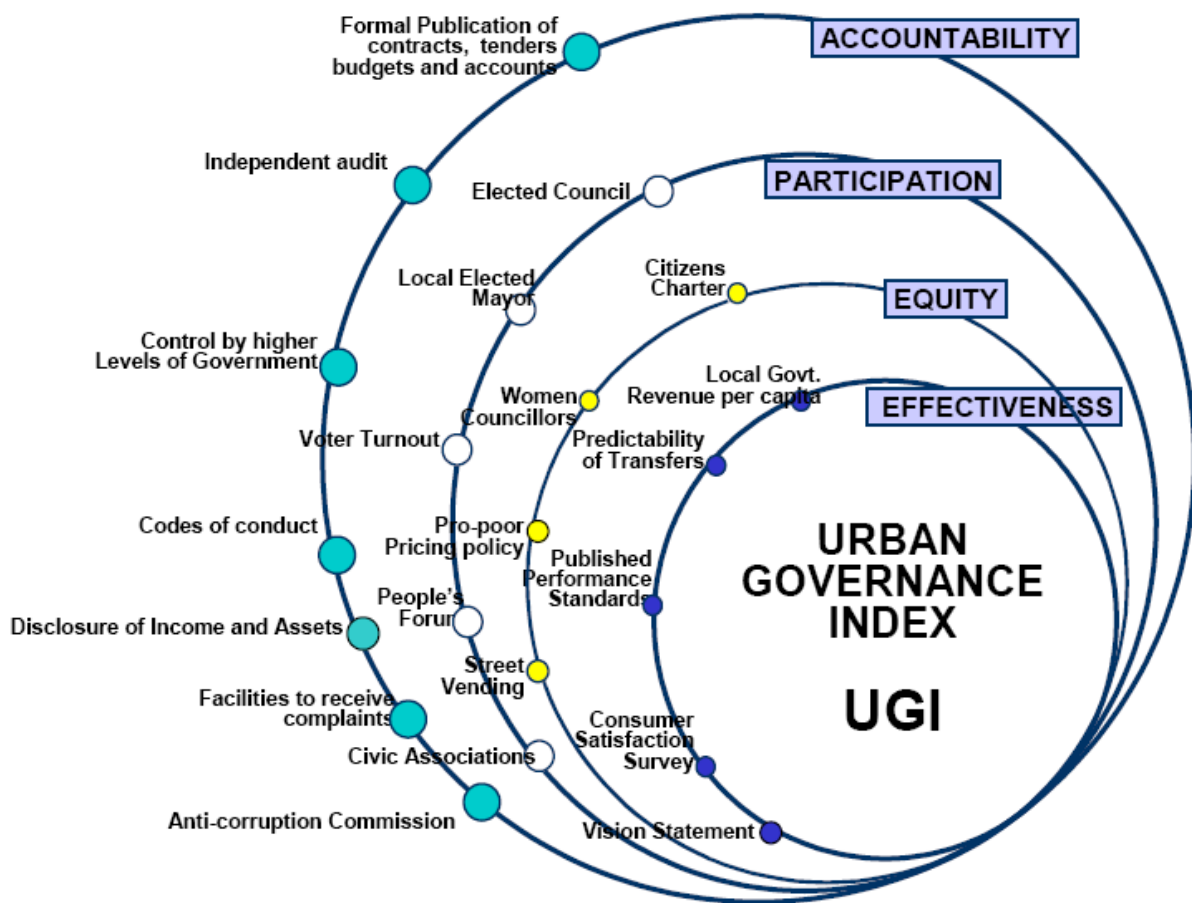 ACCOUNTABILITY
Formal Publication of
contracts, tenders
budgets and accounts
Independent audit
Control by higher
Levels of Government
Codes of conduct
Disclosure of Income and Assets
Facilities to receive
complaints
Anti-corruption Commission
PARTICIPATION
Elected Council
Local Elected
Mayor
Voter Turnout
People's
Forum
Civic Associations
EQUITY
Citizens
Charter
Women
Councillors
Pro-poor
Pricing policy
Street
Vending
EFFECTIVENESS
Local Govt.
Revenue per capita
Predictability
of Transfers
Published
Performance
Standards
Consumer
Satisfaction
Survey
Vision Statement
URBAN
GOVERNANCE
INDEX
UGI